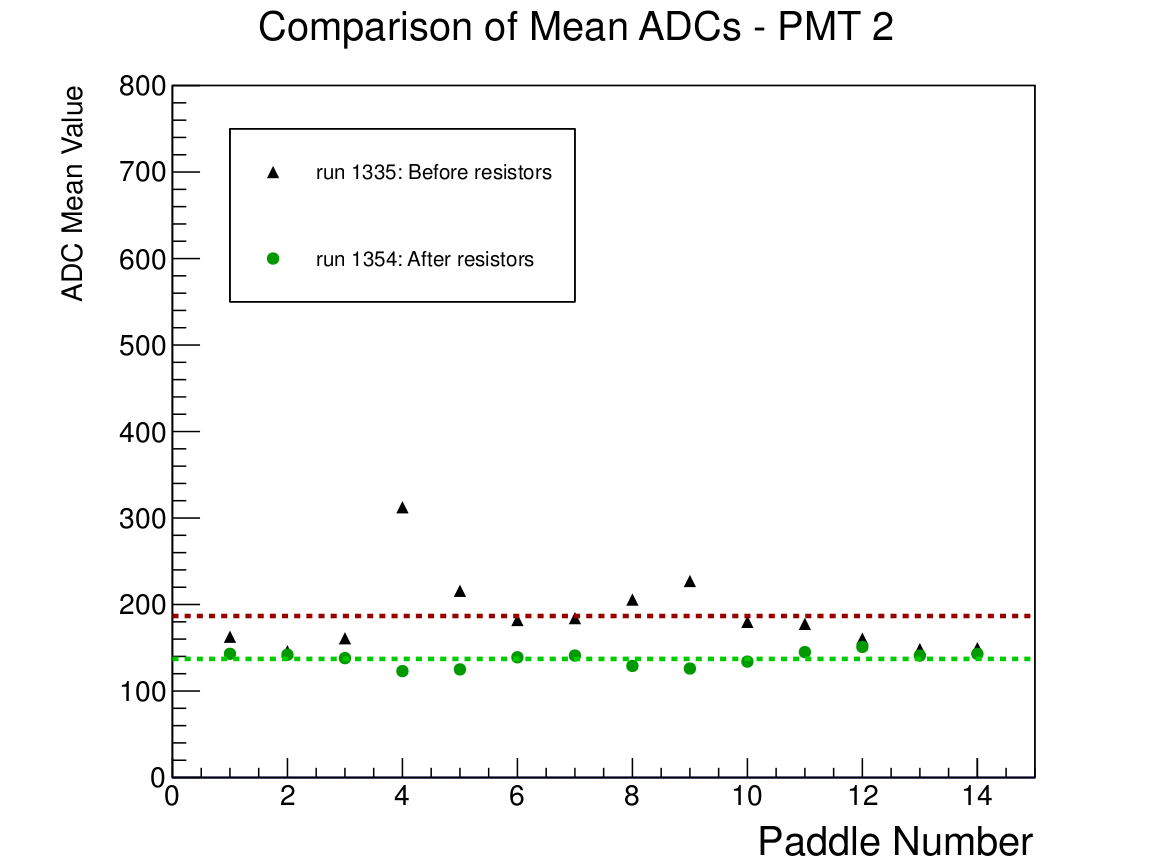 Comparison of Mean ADCs - PMT 2
ADC Mean Value
800
700
600
500
400
300
200
100
0
run 1335: Before resistors
run 1354: After resistors
0 2 4 6 8 10 12 14
Paddle Number